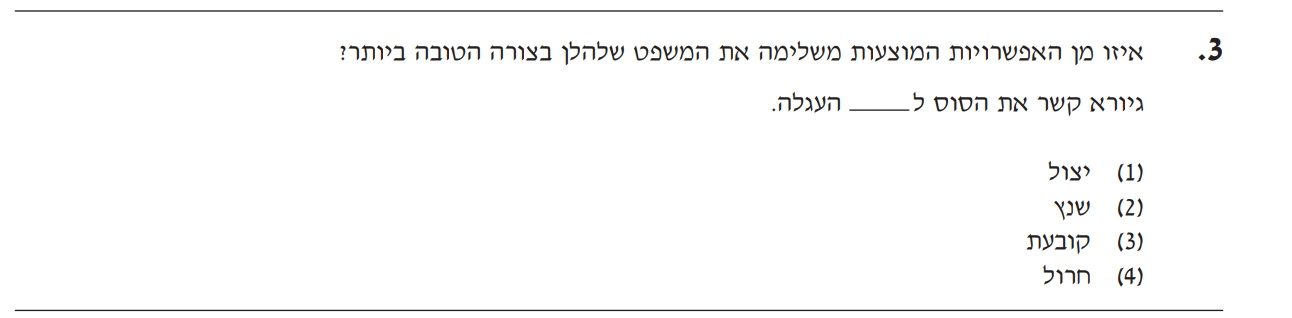 3. איזו מן האפשרויות המוצעות משלימה את המשפט שלהלן בצורה הטובה ביותר?
גיורא קשר את הסוס ל_____ העגלה.
(1) יצול
(2) שנץ
(3) קובעת
(4) חרול